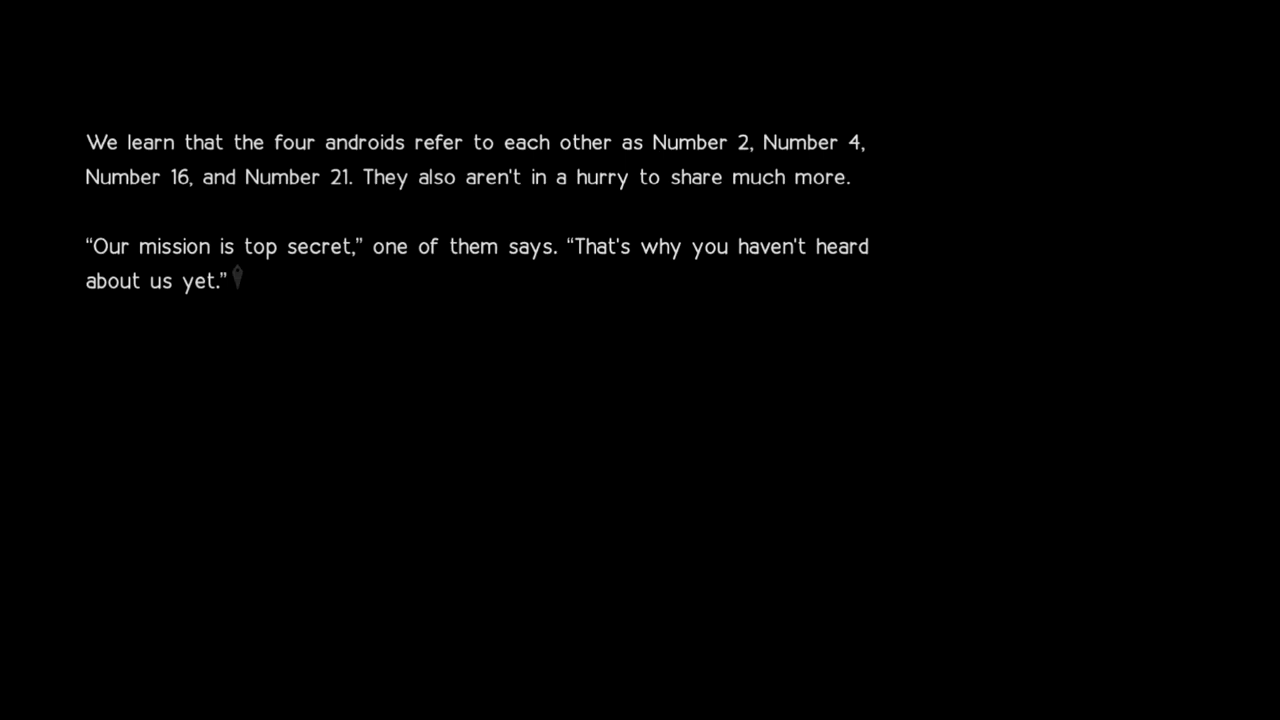 We learn that the four androids refer to each other as Number 2, Number 4,
Number 16, and Number 21. They also aren't in a hurry to share much more.
“Our mission is top secret,” one of them says. “That's why you haven't heard
about us yet.”